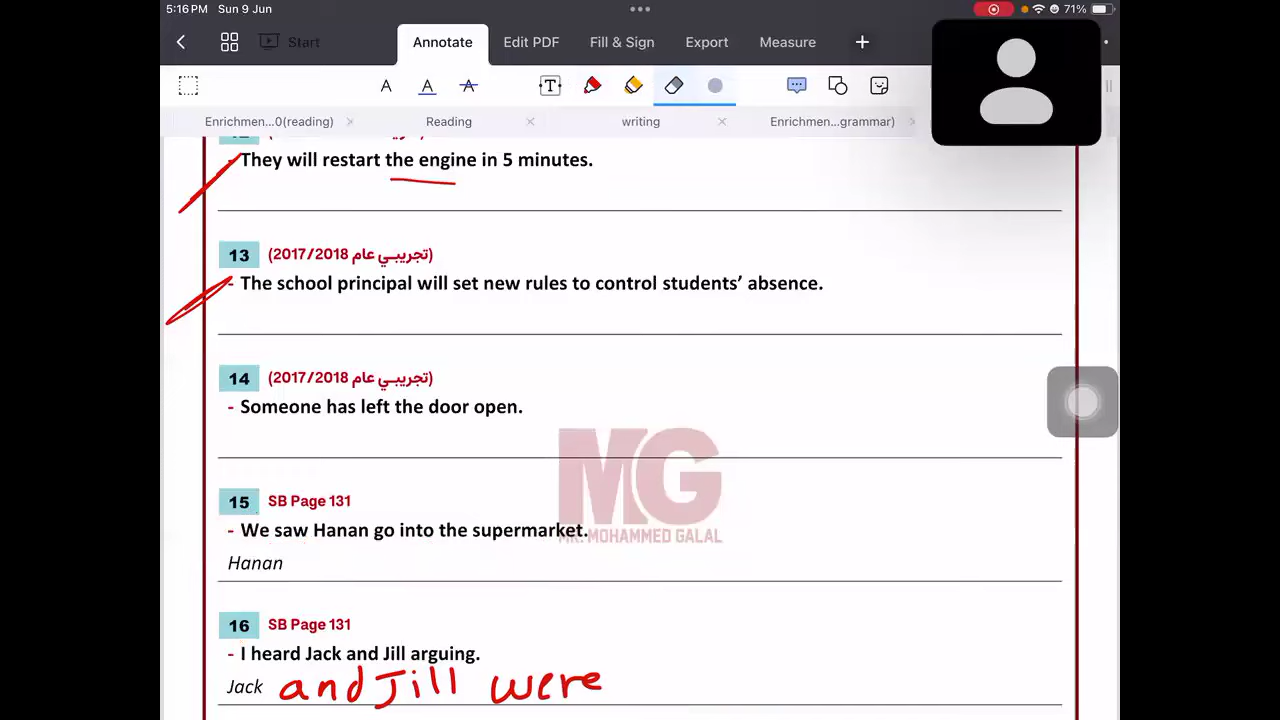 5:16 PM Sun 9 Jun
71%
Start
Annotate
Edit PDF
Fill & Sign
Export
Measure
A A A T
Enrichmen...0(reading)
Reading
writing
Enrichmen...grammar)
- They will restart the engine in 5 minutes.
13 (تجريبـي عام 2017/2018)
- The school principal will set new rules to control students’ absence.
14 (تجريبـي عام 2017/2018)
- Someone has left the door open.
MG
MR. MOHAMMED GALAL
15 SB Page 131
- We saw Hanan go into the supermarket.
Hanan
16 SB Page 131
- I heard Jack and Jill arguing.
Jack and Jill were